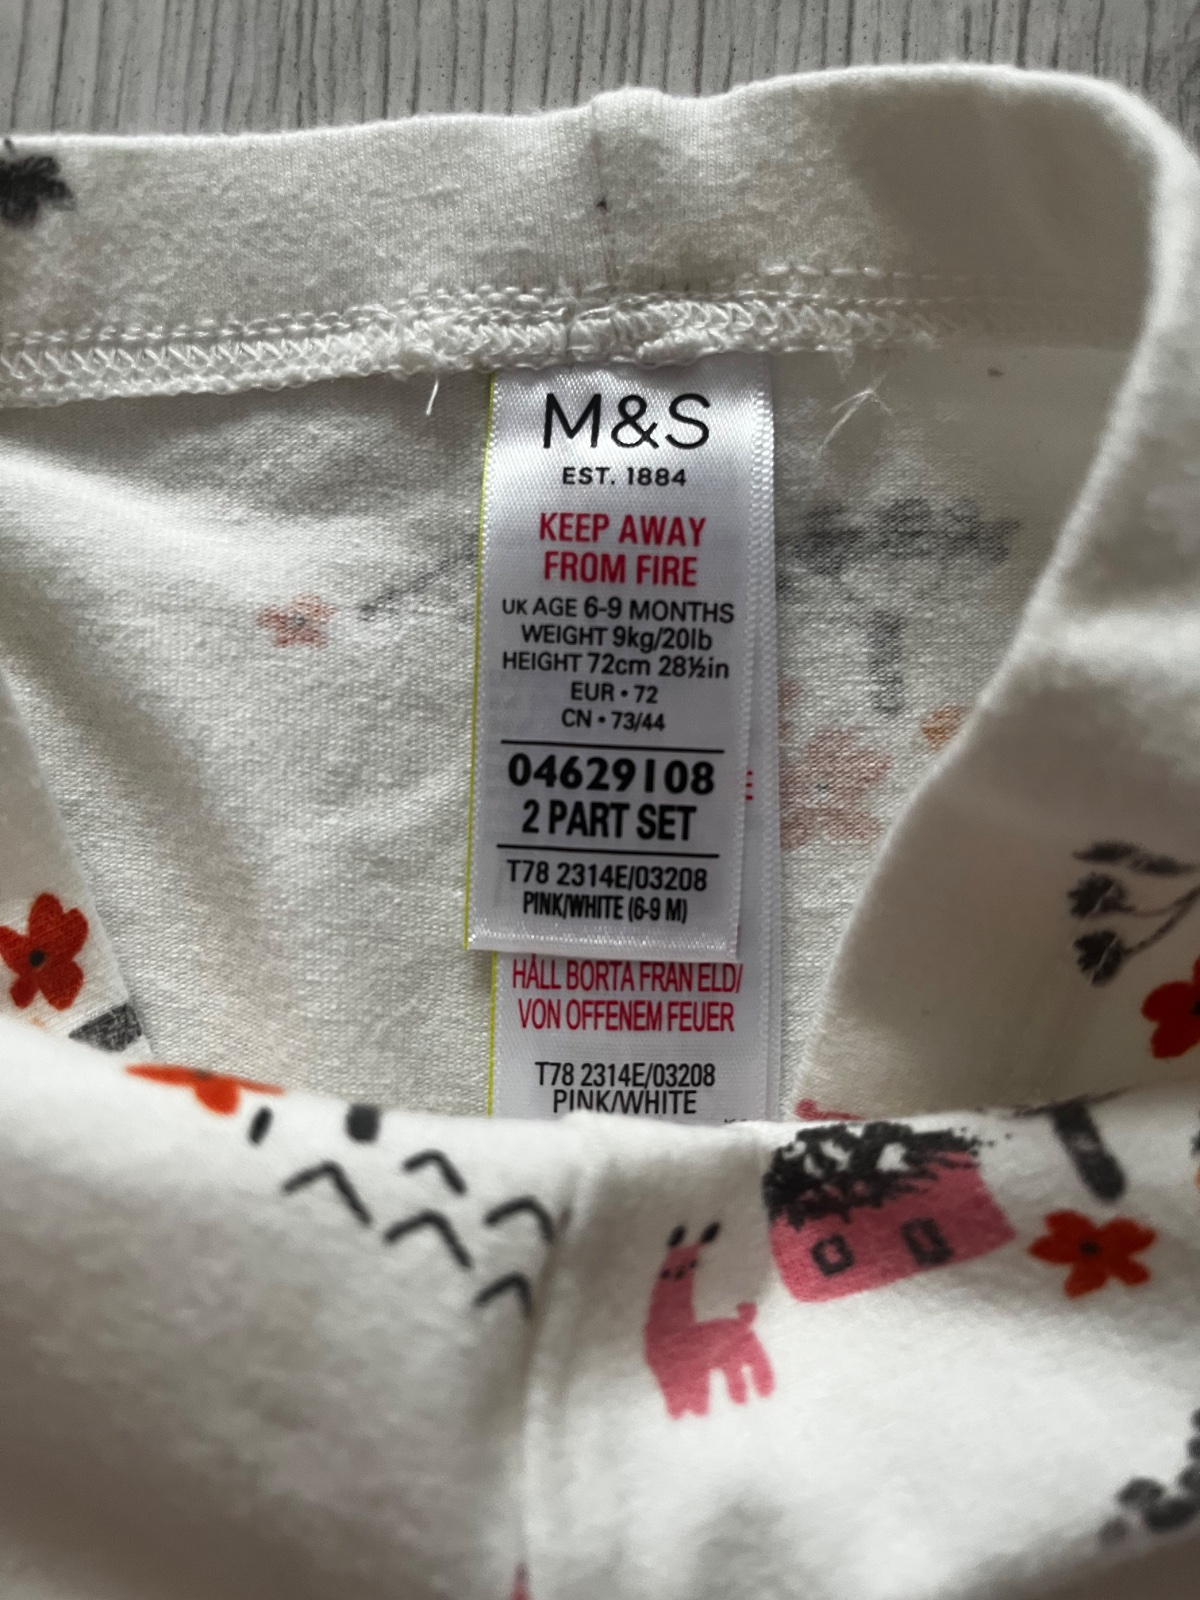 M&S
EST. 1884
KEEP AWAY
FROM FIRE
UK AGE 6-9 MONTHS
WEIGHT 9kg/20lb
HEIGHT 72cm 28½in
EUR • 72
CN • 73/44
04629108
2 PART SET
T78 2314E/03208
PINK/WHITE (6-9 M)
HÅLL BORTA FRÅN ELD/
VON OFFENEM FEUER
T78 2314E/03208
PINK/WHITE